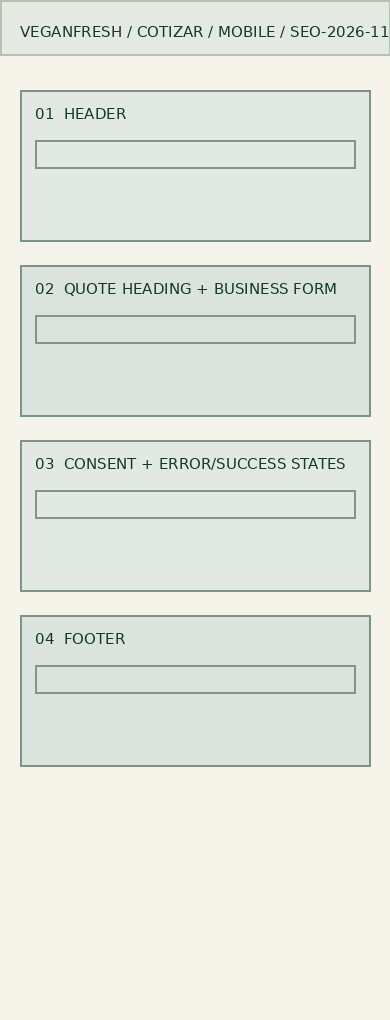 VEGANFRESH / COTIZAR / MOBILE / SEO-2026-11
01 HEADER
02 QUOTE HEADING + BUSINESS FORM
03 CONSENT + ERROR/SUCCESS STATES
04 FOOTER